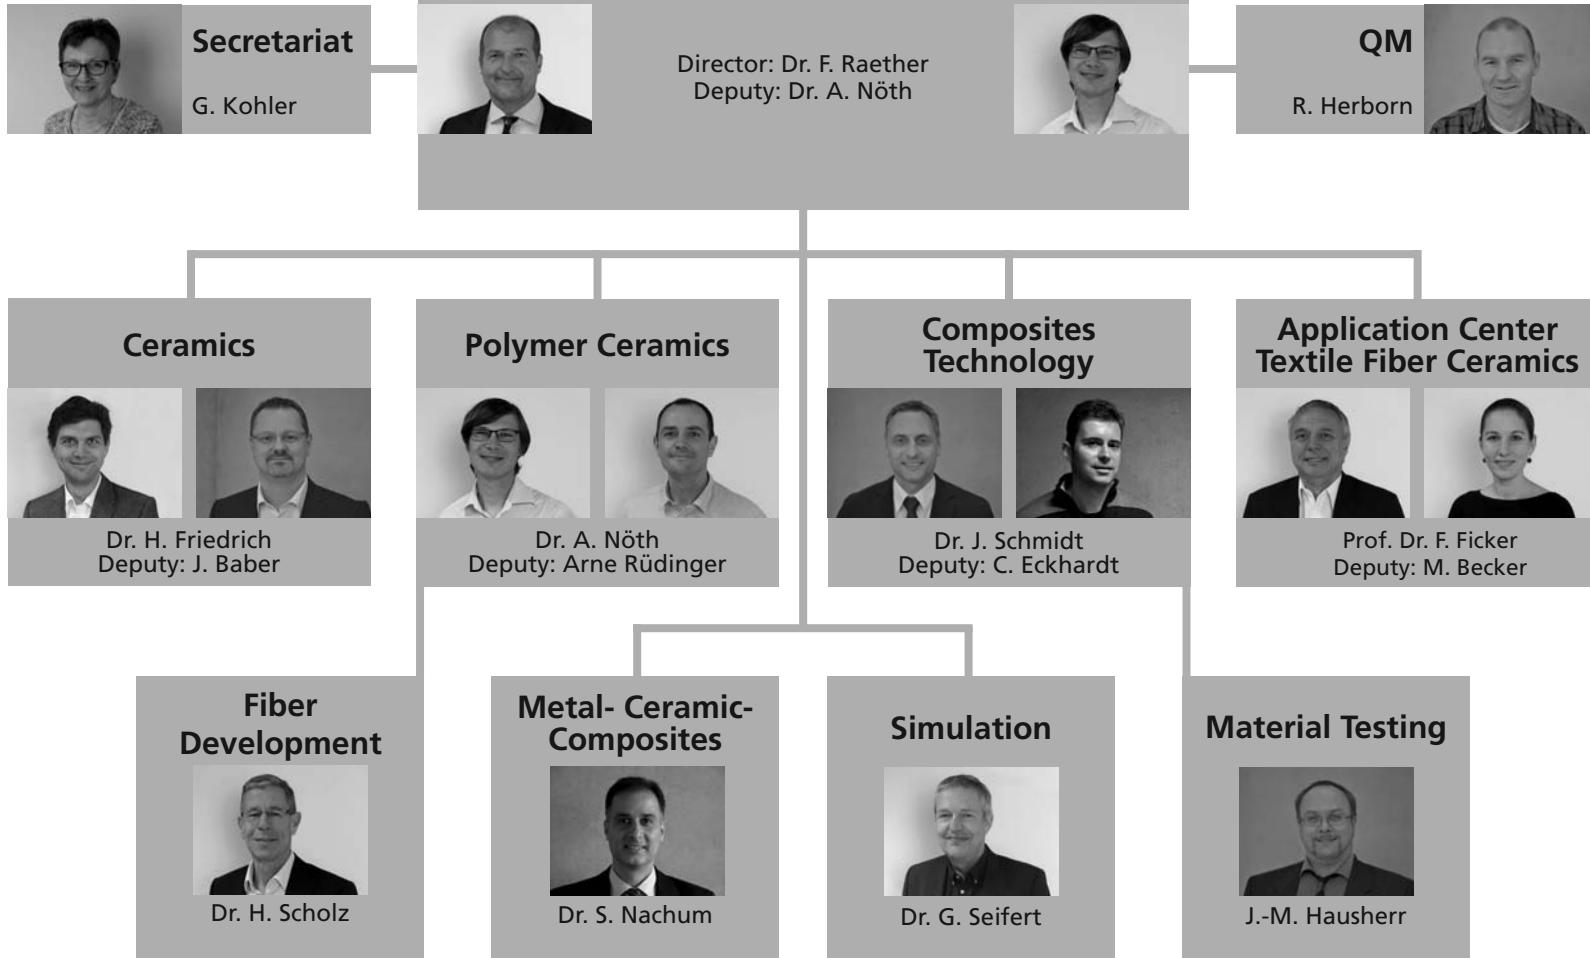 Secretariat
G. Kohler
Director: Dr. F. Raether
Deputy: Dr. A. Nöth
QM
R. Herborn
Ceramics
Dr. H. Friedrich
Deputy: J. Baber
Polymer Ceramics
Dr. A. Nöth
Deputy: Arne Rüdinger
Composites
Technology
Dr. J. Schmidt
Deputy: C. Eckhardt
Application Center
Textile Fiber Ceramics
Prof. Dr. F. Ficker
Deputy: M. Becker
Fiber
Development
Dr. H. Scholz
Metal- Ceramic-
Composites
Dr. S. Nachum
Simulation
Dr. G. Seifert
Material Testing
J.-M. Hausherr